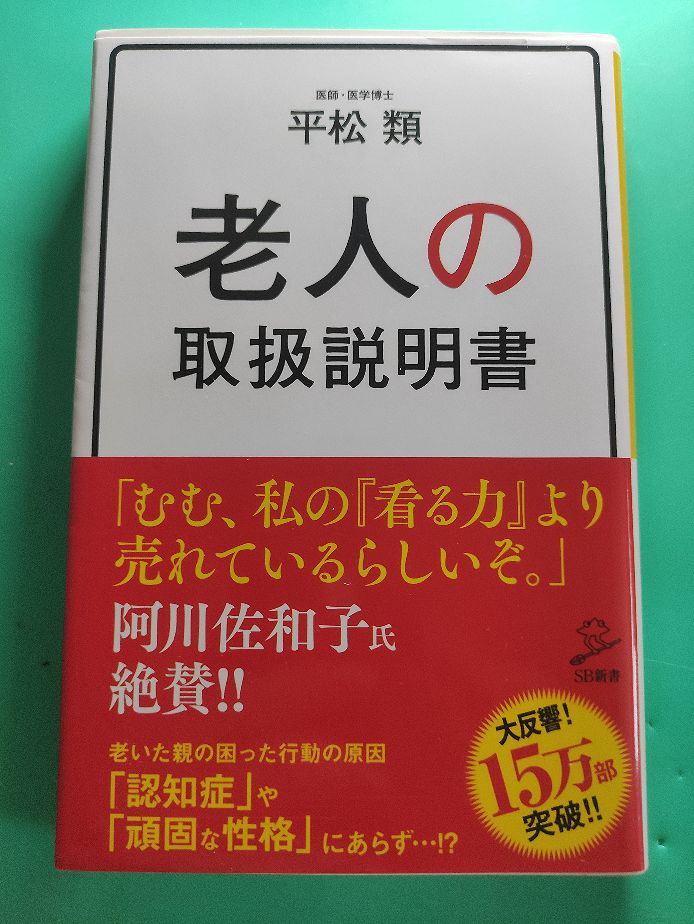 医師・医学博士
平松 類
老人の
取扱説明書
「むむ、私の『看る力』より
売れているらしいぞ。」
阿川佐和子氏
絶賛!!
SB新書
老いた親の困った行動の原因
「認知症」や
「頑固な性格」にあらず…!?
大反響!
15万部
突破!!